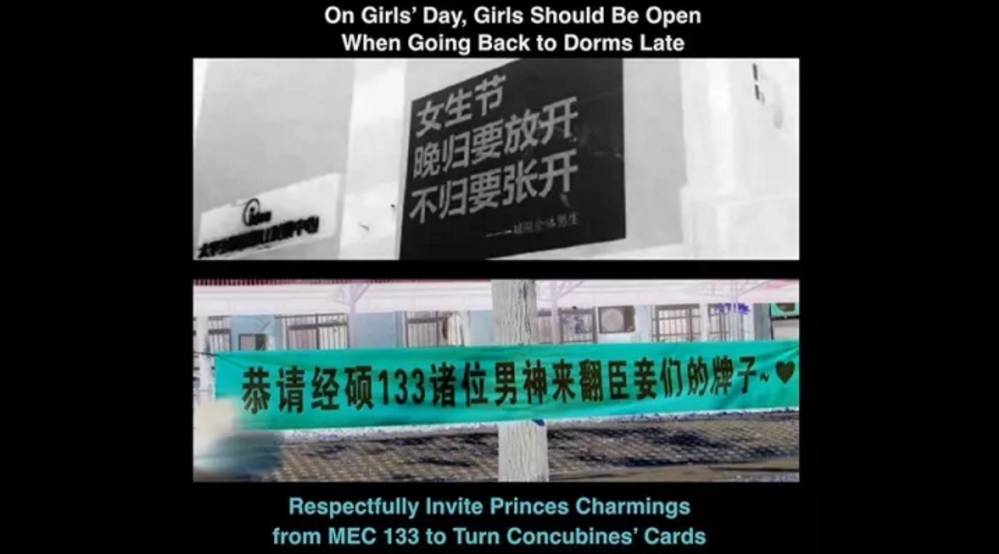 On Girls' Day, Girls Should Be Open
When Going Back to Dorms Late
女生节
晚归要放开
不归要张开
恭请经硕133诸位男神来翻臣妾们的牌子~♥
Respectfully Invite Princes Charmings
from MEC 133 to Turn Concubines' Cards